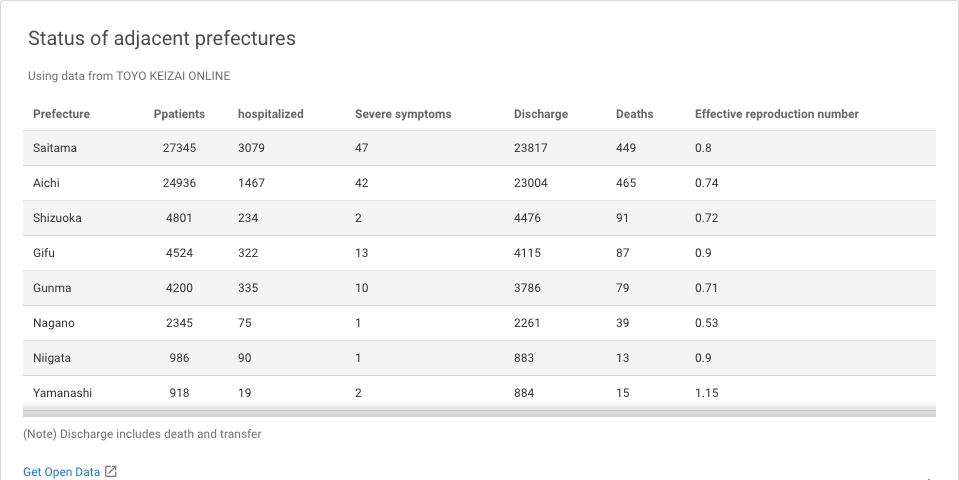 Status of adjacent prefectures
Using data from TOYO KEIZAI ONLINE
Prefecture Ppatients hospitalized Severe symptoms Discharge Deaths Effective reproduction number
Saitama 27345 3079 47 23817 449 0.8
Aichi 24936 1467 42 23004 465 0.74
Shizuoka 4801 234 2 4476 91 0.72
Gifu 4524 322 13 4115 87 0.9
Gunma 4200 335 10 3786 79 0.71
Nagano 2345 75 1 2261 39 0.53
Niigata 986 90 1 883 13 0.9
Yamanashi 918 19 2 884 15 1.15
(Note) Discharge includes death and transfer
Get Open Data